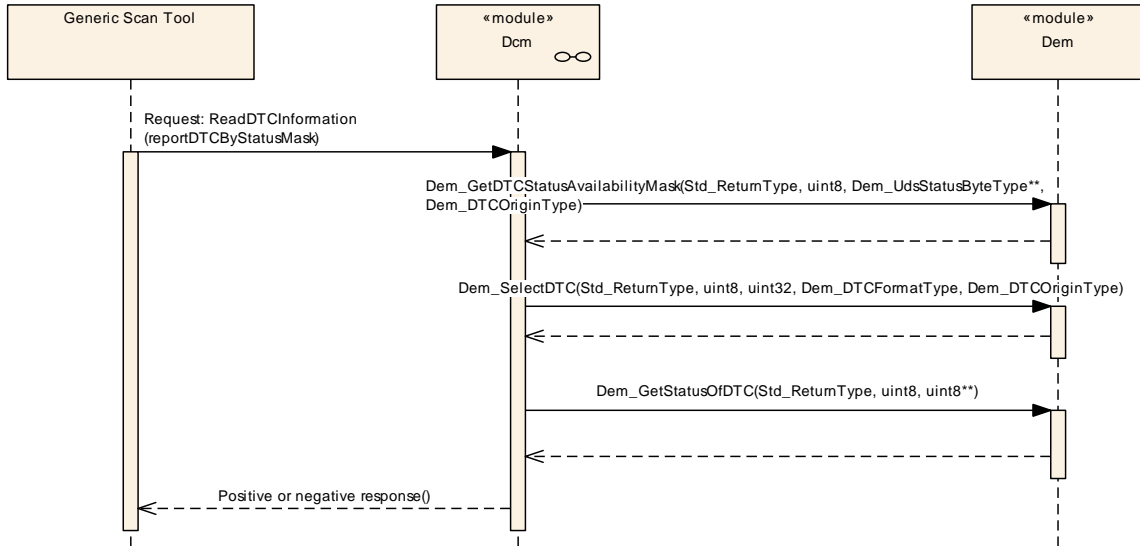 Generic Scan Tool
«module»
Dcm
«module»
Dem
Request: ReadDTCInformation
(reportDTCByStatusMask)
Dem_GetDTCStatusAvailabilityMask(Std_ReturnType, uint8, Dem_UdsStatusByteType**,
Dem_DTCOriginType)
Dem_SelectDTC(Std_ReturnType, uint8, uint32, Dem_DTCFormatType, Dem_DTCOriginType)
Dem_GetStatusOfDTC(Std_ReturnType, uint8, uint8**)
Positive or negative response()